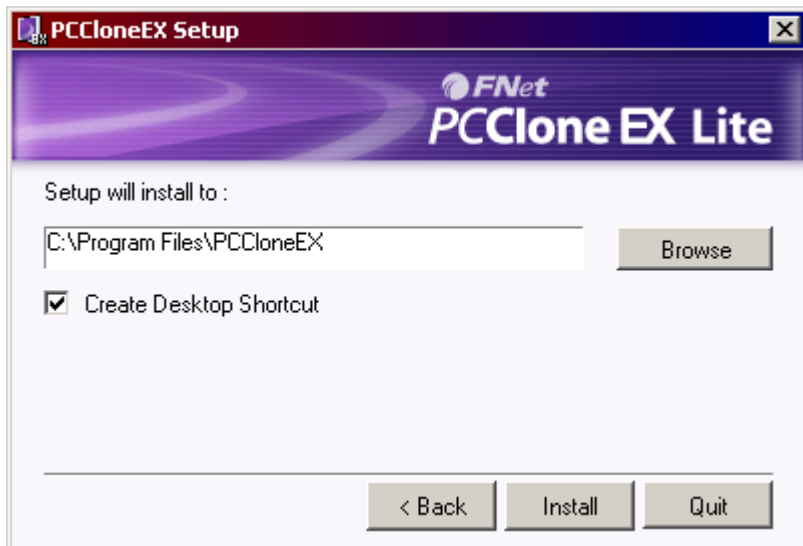 PCCloneEX Setup
FNet
PCClone EX Lite
Setup will install to :
C:\Program Files\PCCloneEX
Browse
Create Desktop Shortcut
< Back
Install
Quit